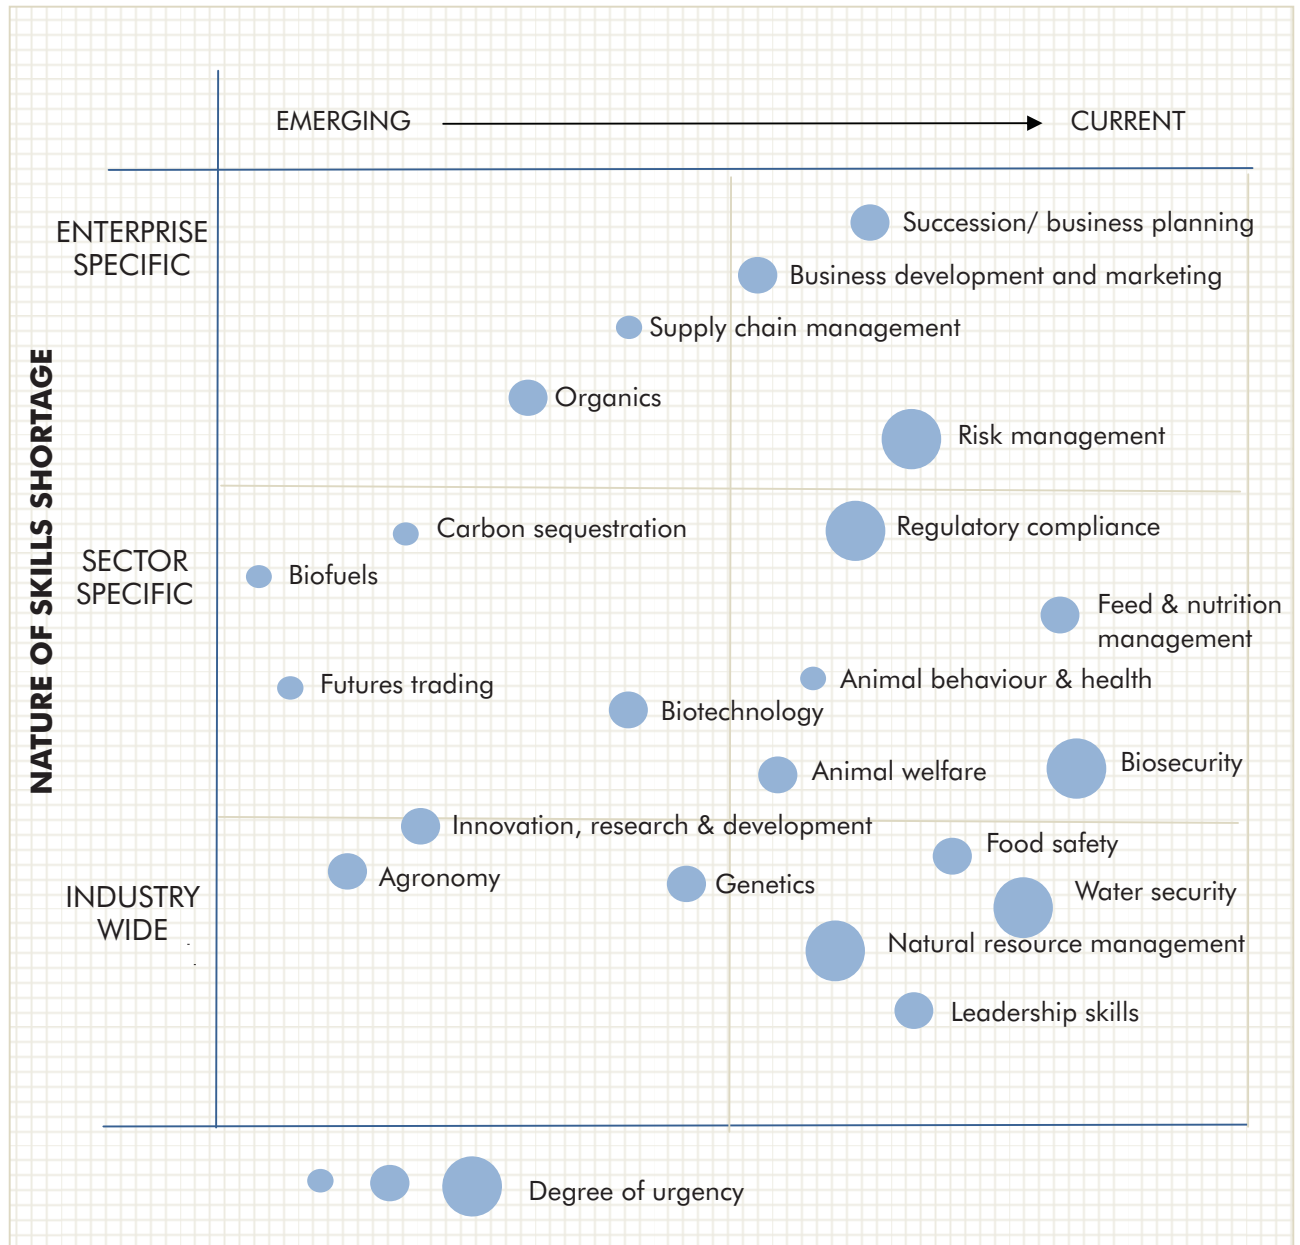 EMERGING
CURRENT
ENTERPRISE
SPECIFIC
Succession/ business planning
Business development and marketing
Supply chain management
Organics
Risk management
NATURE OF SKILLS SHORTAGE
SECTOR
SPECIFIC
Carbon sequestration
Regulatory compliance
Biofuels
Feed & nutrition
management
Futures trading
Animal behaviour & health
Biotechnology
Animal welfare
Biosecurity
INDUSTRY
WIDE
Innovation, research & development
Food safety
Agronomy
Genetics
Water security
Natural resource management
Leadership skills
Degree of urgency